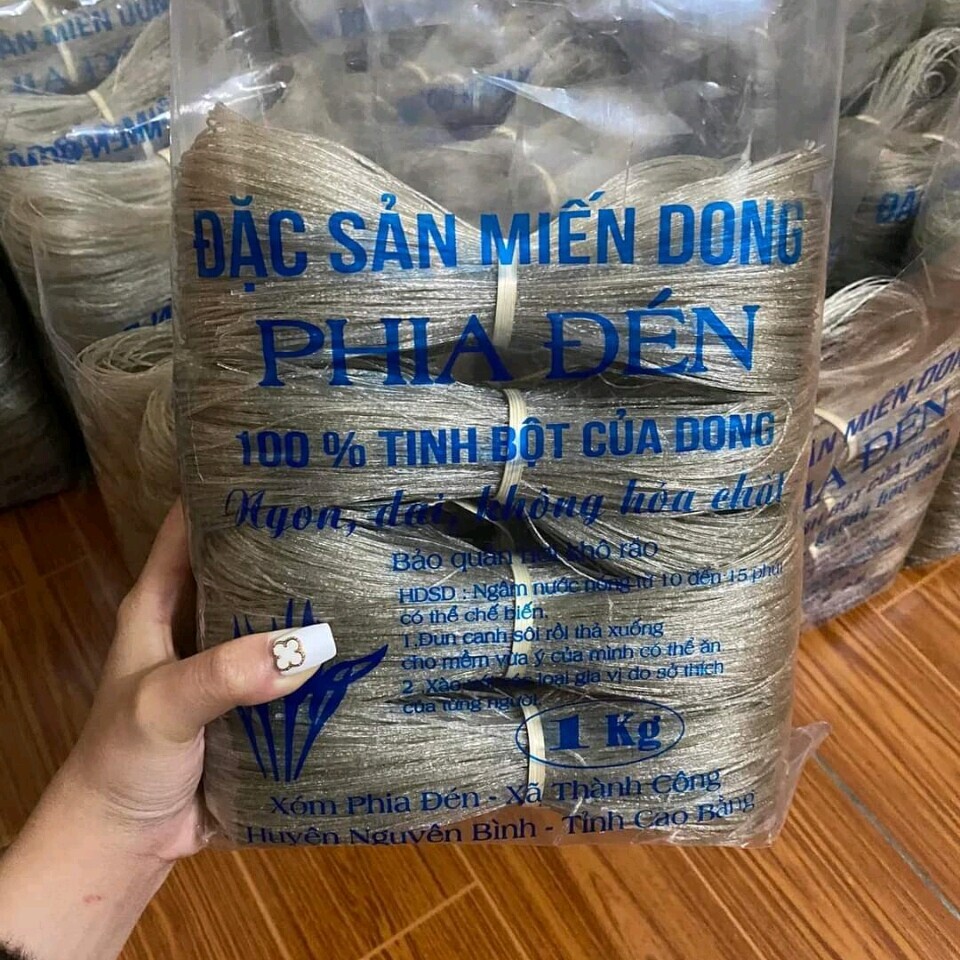 ĐẶC SẢN MIẾN DONG
PHIA ĐÉN
100 % TINH BỘT CỦA DONG
Ngon, dai, không hóa chất
Bảo quản nơi khô ráo
HDSD : Ngâm nước nóng từ 10 đến 15 phút
có thể chế biến.
1.Đun canh sôi rồi thả xuống
cho mềm vừa ý của mình có thể ăn
2 .Xào loại gia vị do sở thích
của từng người
1 Kg
Xóm Phia Đén - Xã Thành Công
Huyện Nguyên Bình - Tỉnh Cao Bằng